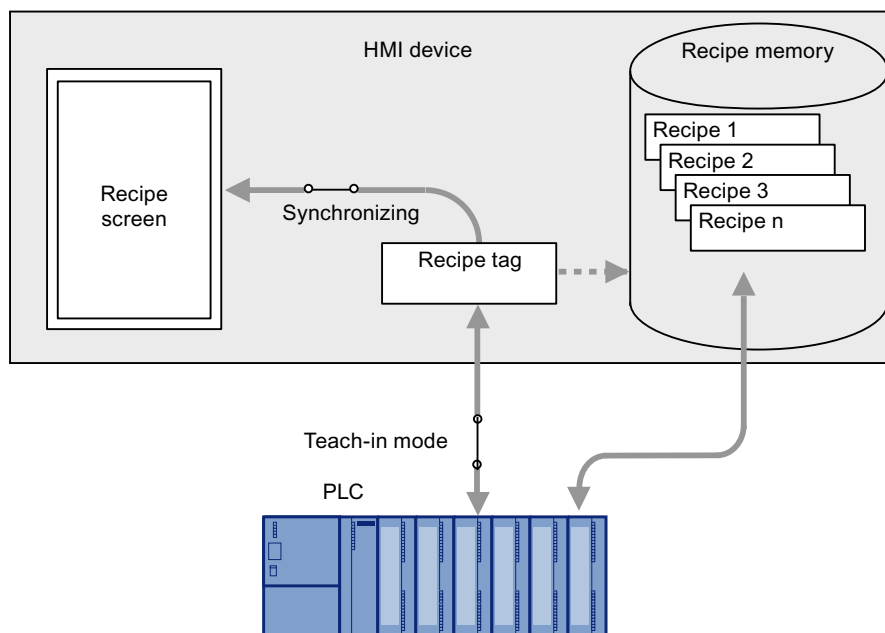 HMI device
Recipe memory
Recipe 1
Recipe 2
Recipe 3
Recipe n
Recipe
screen
Synchronizing
Recipe tag
Teach-in mode
PLC